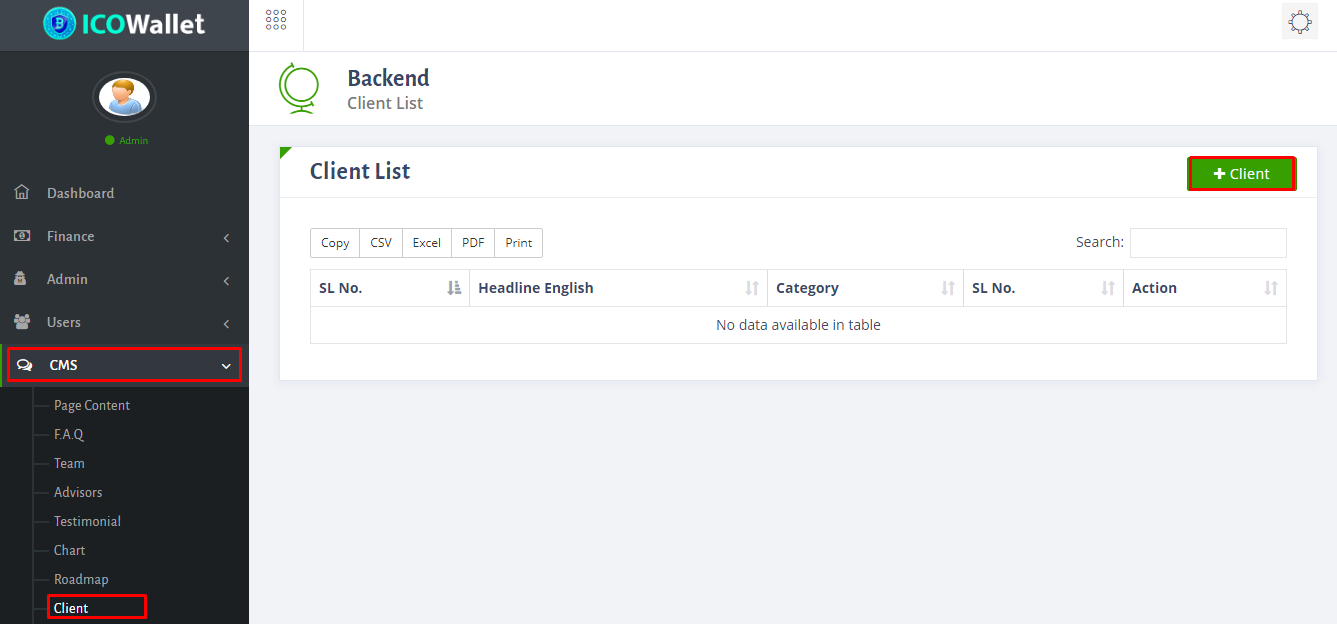 ICOWallet
Admin
Dashboard
Finance
Admin
Users
CMS
Page Content
F.A.Q
Team
Advisors
Testimonial
Chart
Roadmap
Client
Backend
Client List
Client List
+ Client
Copy CSV Excel PDF Print
Search:
SL No. Headline English Category SL No. Action
No data available in table